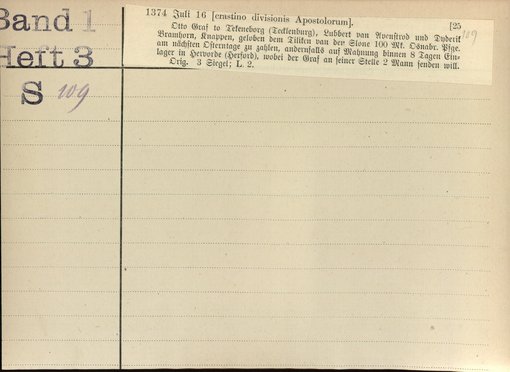 Band 1
Heft 3
S 109
1374 Juli 16 [crastino divisionis Apostolorum]. [25
109
Otto Graf to Tekeneborg (Tecklenburg), Lubbert van Avenstrod und Dyderik
Bramhorn, Knappen, geloben dem Tiliken van der Slone 100 Mk. Osnabr. Pfge.
am nächsten Ostertage zu zahlen, andernfalls auf Mahnung binnen 8 Tagen Ein-
lager in Hervorde (Herford), wobei der Graf an seiner Stelle 2 Mann senden will.
Orig. 3 Siegel; L. 2.